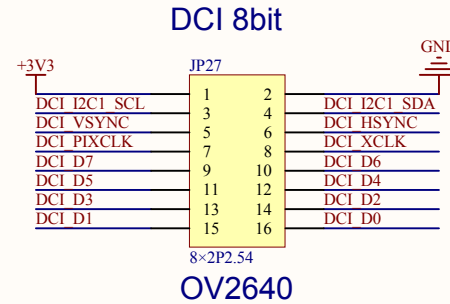 DCI 8bit
GND
+3V3
JP27
1 2
DCI_I2C1_SCL 3 4 DCI_I2C1_SDA
DCI_VSYNC 5 6 DCI_HSYNC
DCI_PIXCLK 7 8 DCI_XCLK
DCI_D7 9 10 DCI_D6
DCI_D5 11 12 DCI_D4
DCI_D3 13 14 DCI_D2
DCI_D1 15 16 DCI_D0
8×2P2.54
OV2640